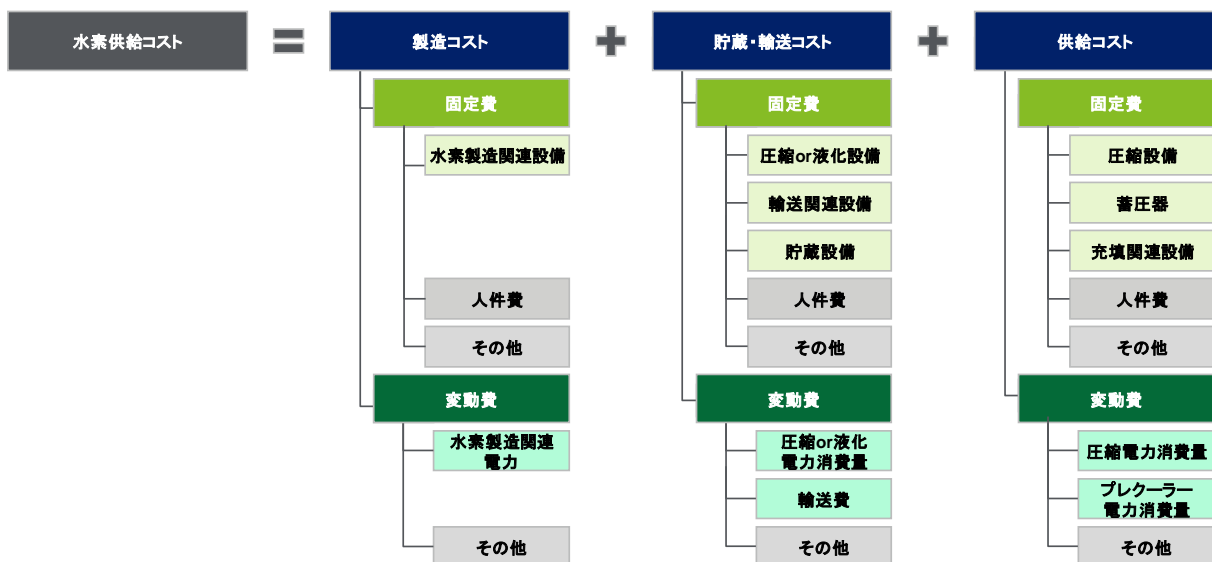 水素供給コスト
=
製造コスト
+
貯蔵・輸送コスト
+
供給コスト
固定費
水素製造関連設備
人件費
その他
変動費
水素製造関連
電力
その他
固定費
圧縮or液化設備
輸送関連設備
貯蔵設備
人件費
その他
変動費
圧縮or液化
電力消費量
輸送費
その他
固定費
圧縮設備
蓄圧器
充填関連設備
人件費
その他
変動費
圧縮電力消費量
プレクーラー
電力消費量
その他